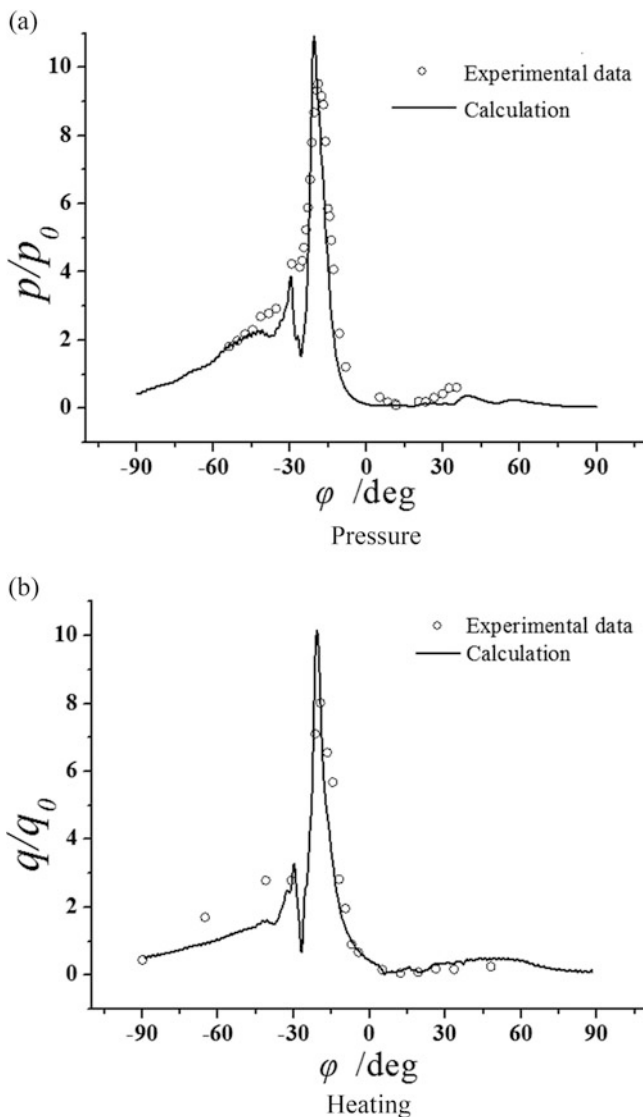 (a)
10
8
6
4
2
0
p/p0
Experimental data
Calculation
-90 -60 -30 0 30 60 90
φ /deg
Pressure
(b)
10
8
6
4
2
0
q/q0
Experimental data
Calculation
-90 -60 -30 0 30 60 90
φ /deg
Heating